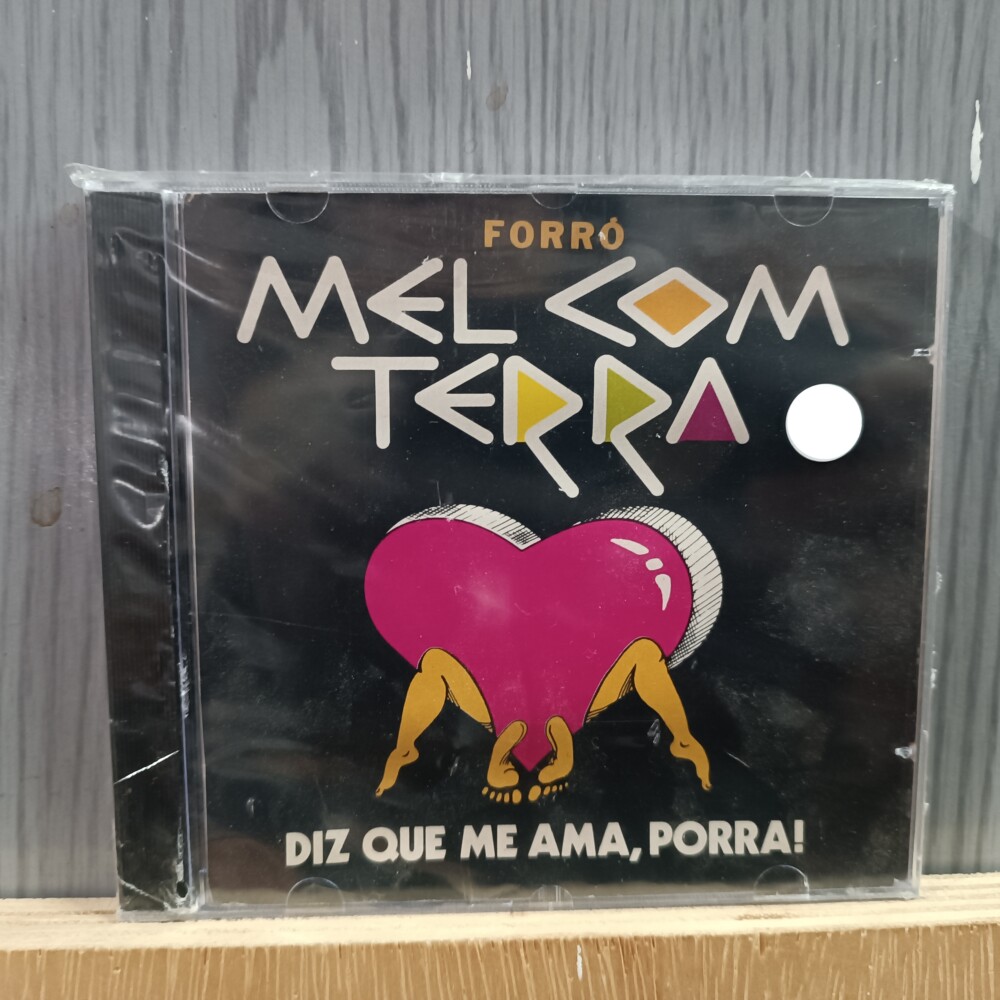 FORRÓ
MEL COM
TERRA
DIZ QUE ME AMA, PORRA!